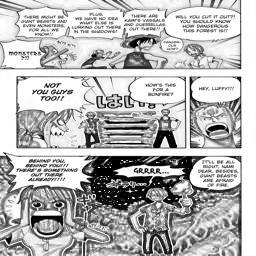 WILL YOU CUT IT OUT?!
YOU SHOULD KNOW
HOW DANGEROUS
THIS FOREST IS!!
THERE ARE
KAMI'S VASSALS
AND GUERRILLAS
OUT THERE!!
PLUS,
WE HAVE NO IDEA
WHAT ELSE IS
LURKING OUT THERE
IN THE SHADOWS!
THERE MIGHT BE
GIANT BEASTS AND
EVEN MONSTERS,
FOR ALL WE
KNOW!!
MONSTERS
?!!
HEY, LUFFY!!!
HOW'S THIS
FOR A
BONFIRE?
NOT
YOU GUYS
TOO!!
IT'LL BE ALL
RIGHT, NAMI
DEAR. BESIDES,
GIANT BEASTS
ARE AFRAID
OF FIRE.
GRRRR...
BEHIND YOU,
BEHIND YOU!!!
THERE'S SOMETHING
OUT THERE
ALREADY!!!!